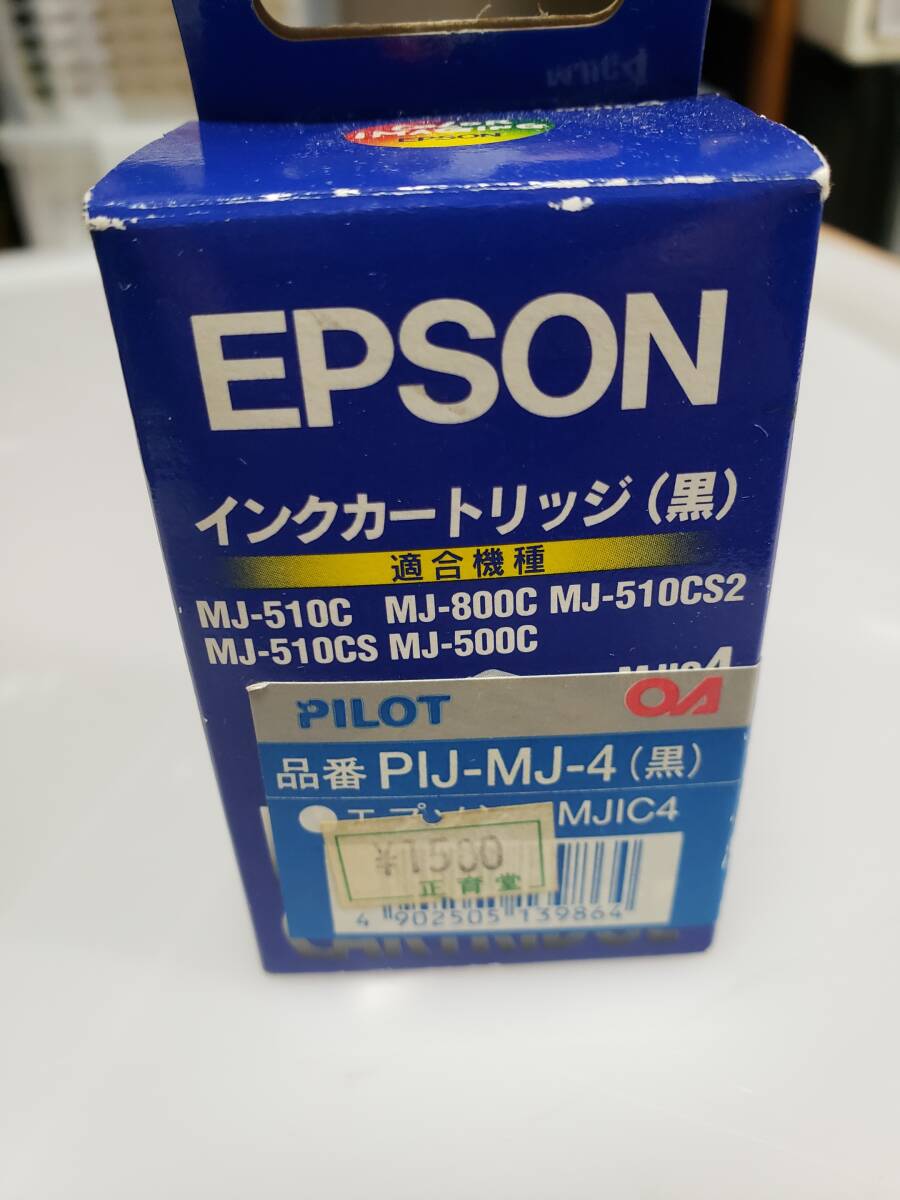 EPSON
EPSON
インクカートリッジ(黒)
適合機種
MJ-510C MJ-800C MJ-510CS2
MJ-510CS MJ-500C
PILOT OA
品番 PIJ-MJ-4(黒)
MJIC4
¥1500
正育堂
4 902505 139864